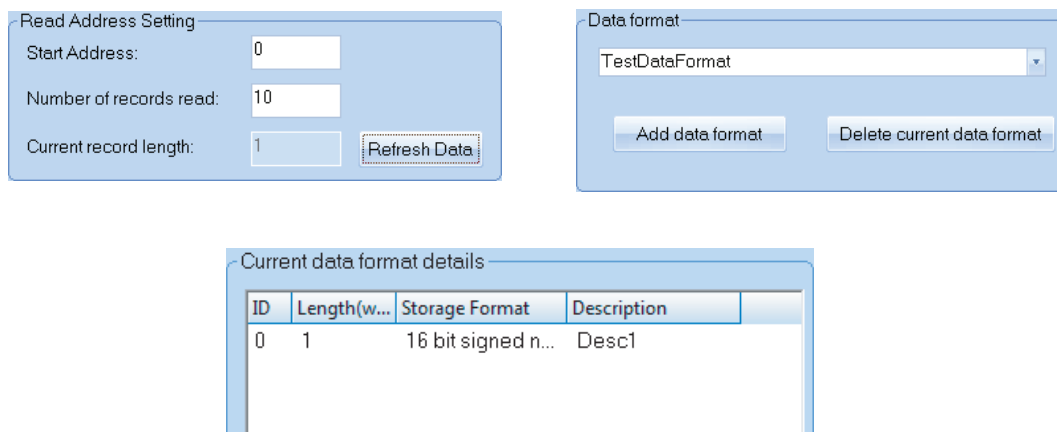 Read Address Setting
Start Address: 0
Number of records read: 10
Current record length: 1
Refresh Data
Data format
TestDataFormat
Add data format Delete current data format
Current data format details
ID Length(w... Storage Format Description
0 1 16 bit signed n... Desc1